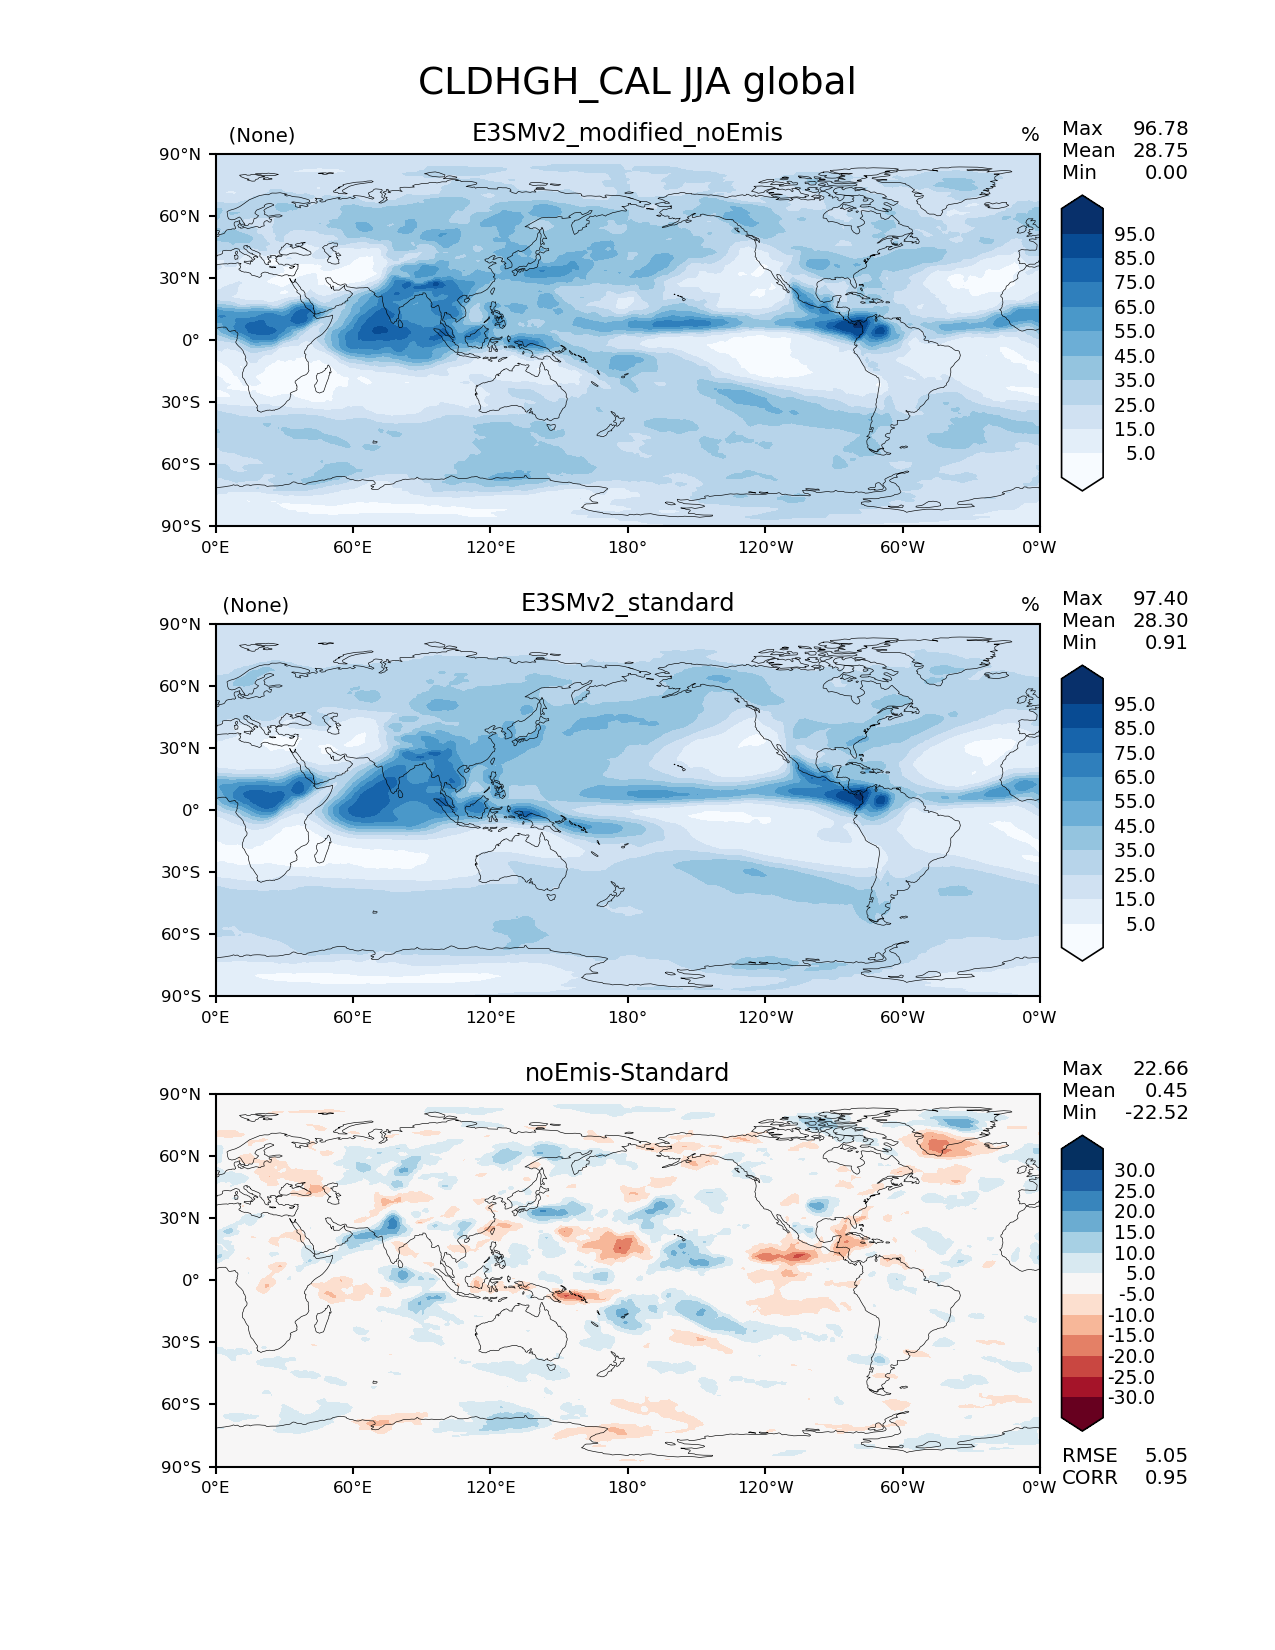 CLDHGH_CAL JJA global
(None) E3SMv2_modified_noEmis %
Max 96.78
Mean 28.75
Min 0.00
90°N
60°N
30°N
0°
30°S
60°S
90°S
0°E 60°E 120°E 180° 120°W 60°W 0°W
95.0
85.0
75.0
65.0
55.0
45.0
35.0
25.0
15.0
5.0
(None) E3SMv2_standard %
Max 97.40
Mean 28.30
Min 0.91
90°N
60°N
30°N
0°
30°S
60°S
90°S
0°E 60°E 120°E 180° 120°W 60°W 0°W
95.0
85.0
75.0
65.0
55.0
45.0
35.0
25.0
15.0
5.0
noEmis-Standard
Max 22.66
Mean 0.45
Min -22.52
90°N
60°N
30°N
0°
30°S
60°S
90°S
0°E 60°E 120°E 180° 120°W 60°W 0°W
30.0
25.0
20.0
15.0
10.0
5.0
-5.0
-10.0
-15.0
-20.0
-25.0
-30.0
RMSE 5.05
CORR 0.95